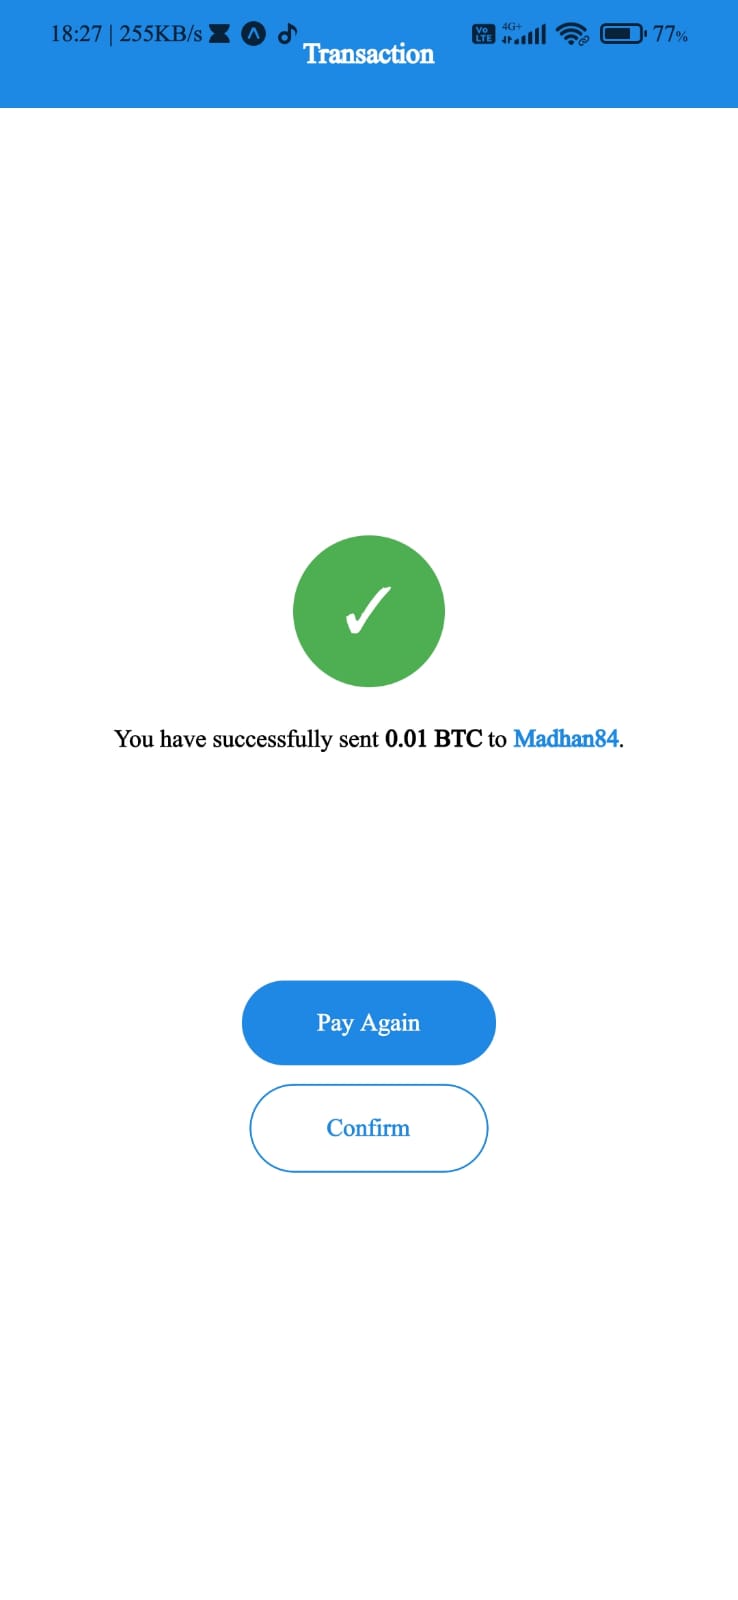 18:27 | 255KB/s
Vo LTE 4G+ 77%
Transaction
You have successfully sent 0.01 BTC to Madhan84.
Pay Again
Confirm